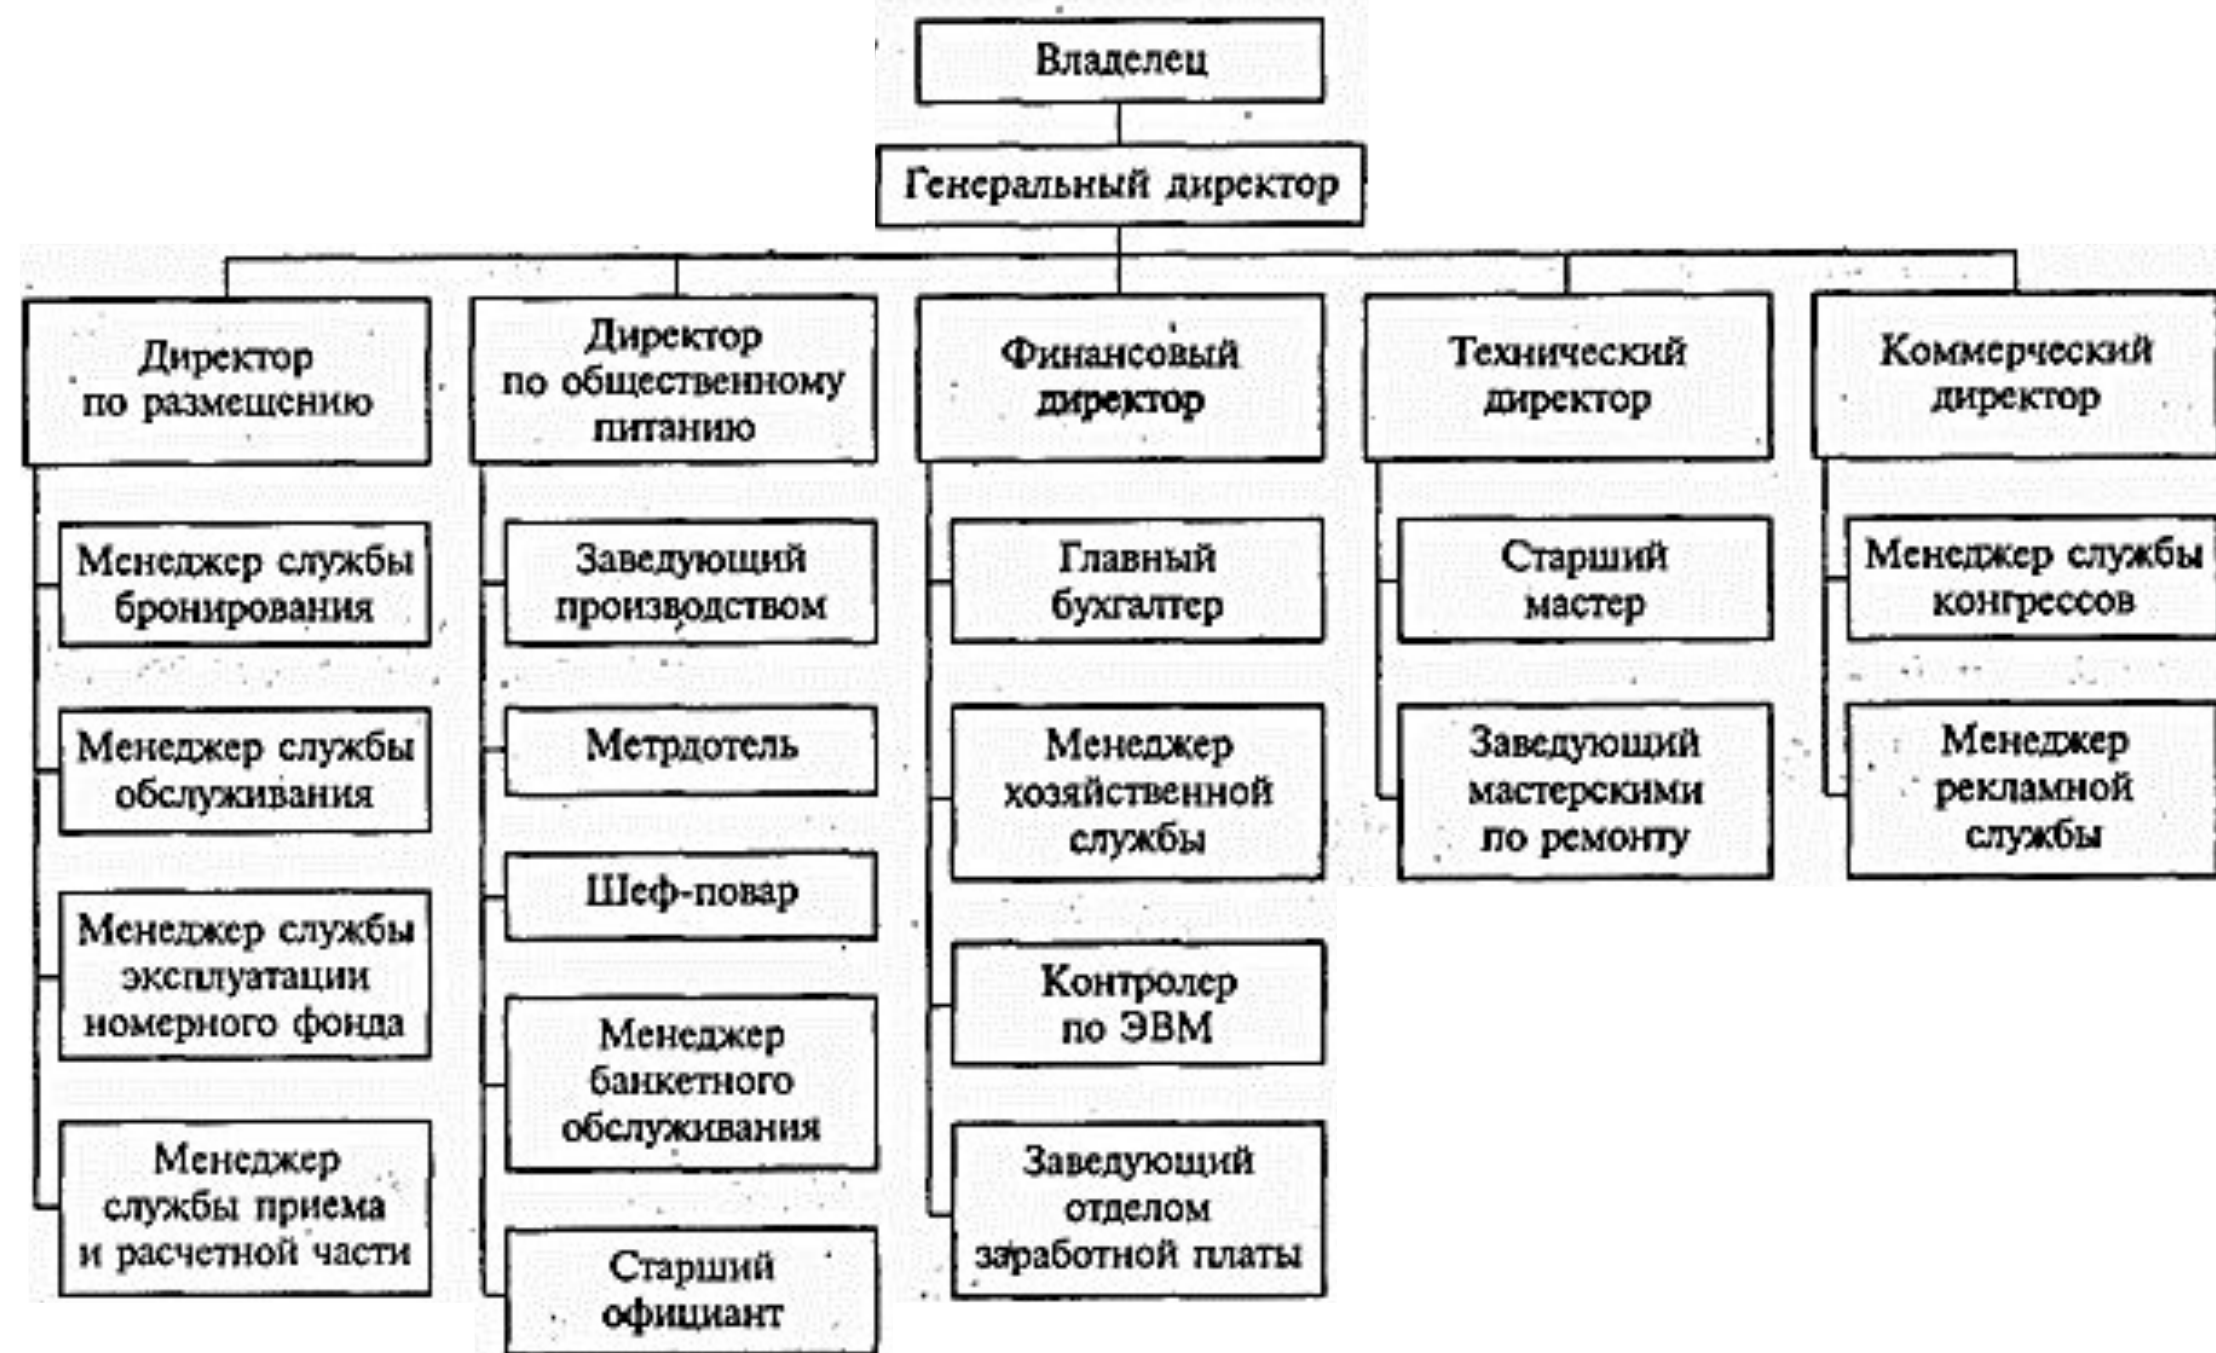 Владелец
Генеральный директор
Директор
по размещению
Менеджер службы
бронирования
Менеджер службы
обслуживания
Менеджер службы
эксплуатации
номерного фонда
Менеджер
службы приема
и расчетной части
Директор
по общественному
питанию
Заведующий
производством
Метрдотель
Шеф-повар
Менеджер
банкетного
обслуживания
Старший
официант
Финансовый
директор
Главный
бухгалтер
Менеджер
хозяйственной
службы
Контролер
по ЭВМ
Заведующий
отделом
заработной платы
Технический
директор
Старший
мастер
Заведующий
мастерскими
по ремонту
Коммерческий
директор
Менеджер службы
конгрессов
Менеджер
рекламной
службы